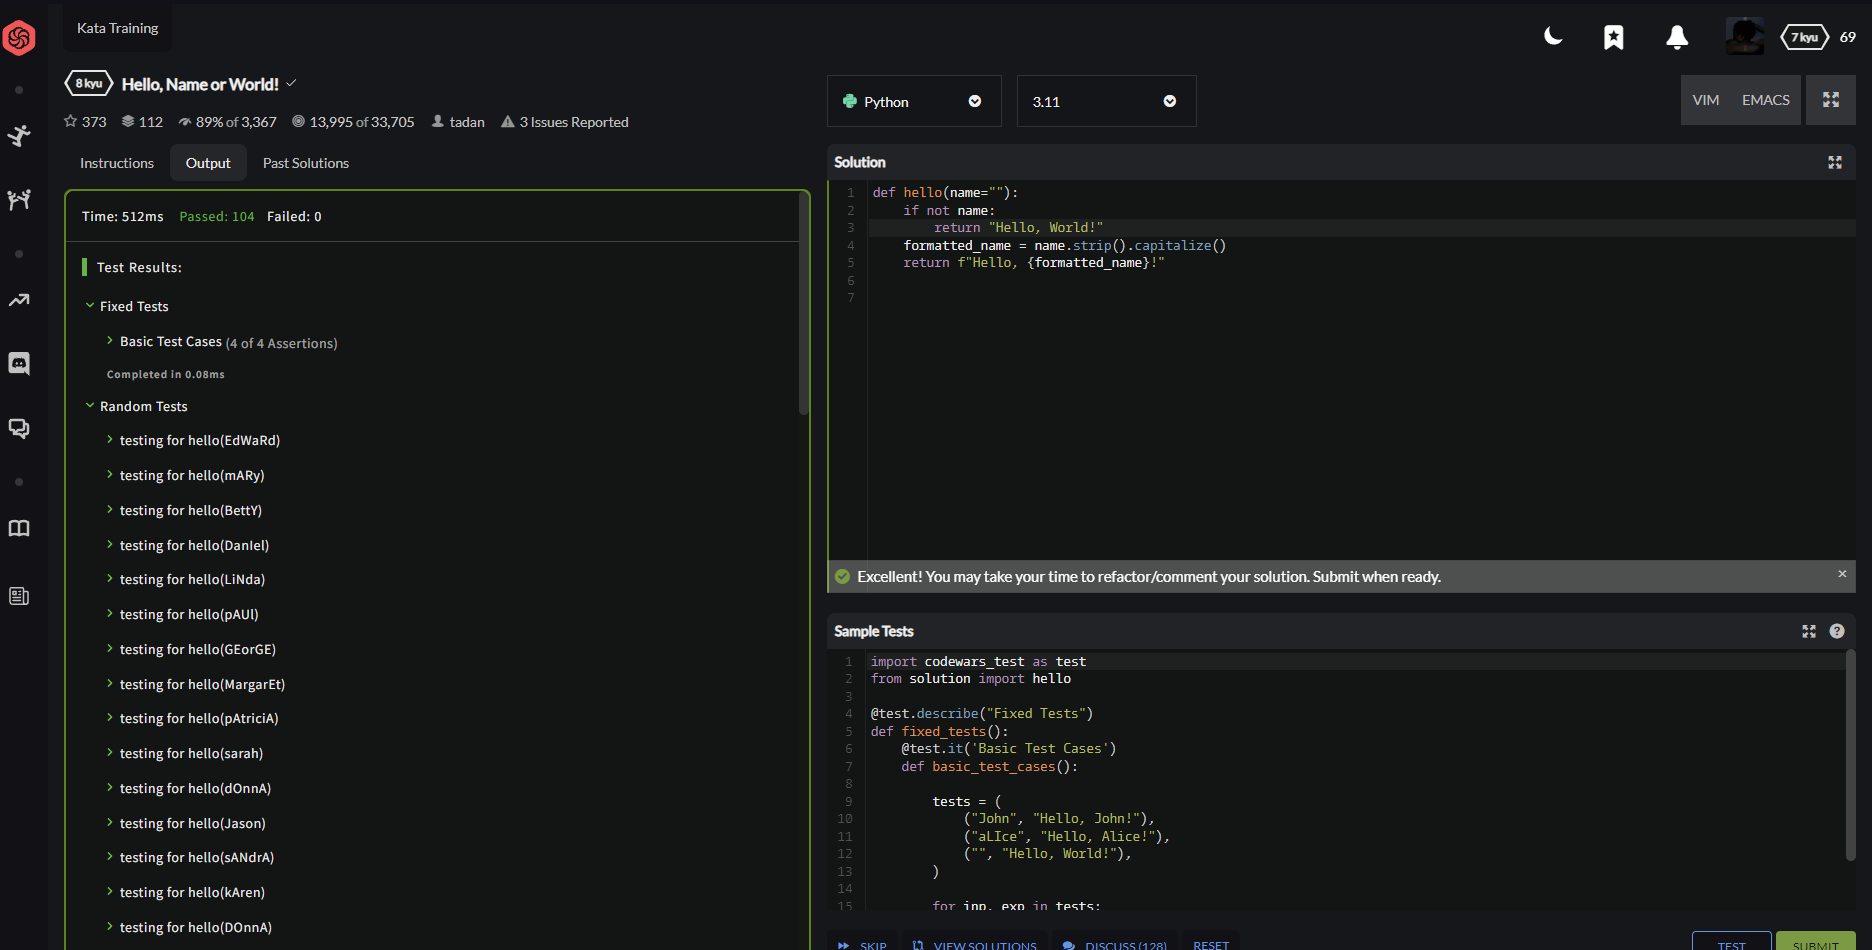 Kata Training
7 kyu 69
8 kyu Hello, Name or World!
373 112 89% of 3,367 13,995 of 33,705 tadan 3 Issues Reported
Instructions Output Past Solutions
Time: 512ms Passed: 104 Failed: 0
Test Results:
Fixed Tests
Basic Test Cases (4 of 4 Assertions)
Completed in 0.08ms
Random Tests
testing for hello(EdWaRd)
testing for hello(mARy)
testing for hello(BettY)
testing for hello(DanIel)
testing for hello(LiNda)
testing for hello(pAUl)
testing for hello(GEorGE)
testing for hello(MargarEt)
testing for hello(pAtriciA)
testing for hello(sarah)
testing for hello(dOnnA)
testing for hello(Jason)
testing for hello(sANdrA)
testing for hello(kAren)
testing for hello(DOnnA)
Python 3.11 VIM EMACS
Solution
1 def hello(name=""):
2 if not name:
3 return "Hello, World!"
4 formatted_name = name.strip().capitalize()
5 return f"Hello, {formatted_name}!"
6
7
Excellent! You may take your time to refactor/comment your solution. Submit when ready. ×
Sample Tests ?
1 import codewars_test as test
2 from solution import hello
3
4 @test.describe("Fixed Tests")
5 def fixed_tests():
6 @test.it('Basic Test Cases')
7 def basic_test_cases():
8
9 tests = (
10 ("John", "Hello, John!"),
11 ("aLIce", "Hello, Alice!"),
12 ("", "Hello, World!"),
13 )
14
15 for inp, exp in tests:
SKIP VIEW SOLUTIONS DISCUSS (128) RESET TEST SUBMIT